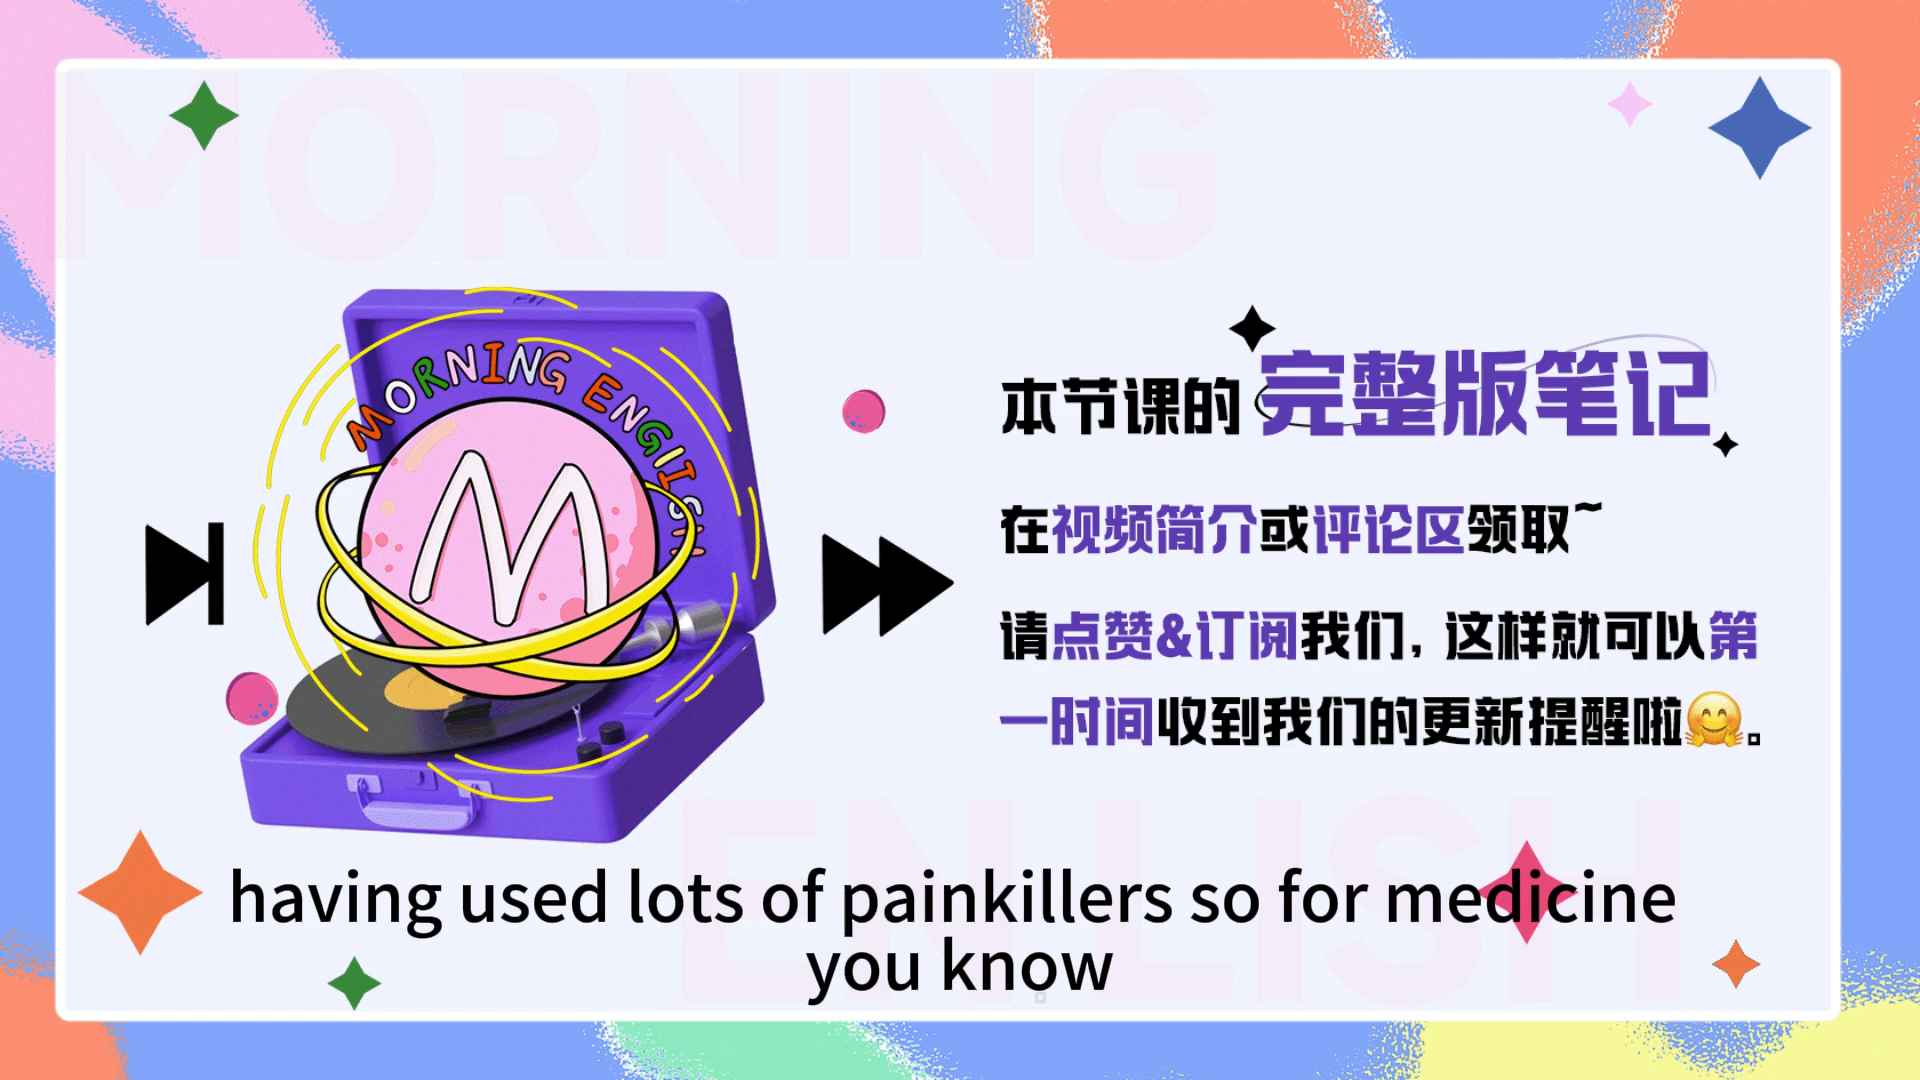 MORNING
MORNING ENGlISH
M
本节课的 完整版笔记
在视频简介或评论区领取~
请点赞&订阅我们，这样就可以第
一时间收到我们的更新提醒啦🤗。
ENGLISH
having used lots of painkillers so for medicine
you know